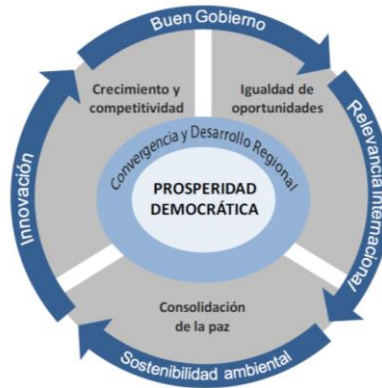 Buen Gobierno
Crecimiento y
competitividad
Igualdad de
oportunidades
Innovación
Relevancia internacional
Convergencia y Desarrollo Regional
PROSPERIDAD
DEMOCRÁTICA
Consolidación
de la paz
Sostenibilidad ambiental